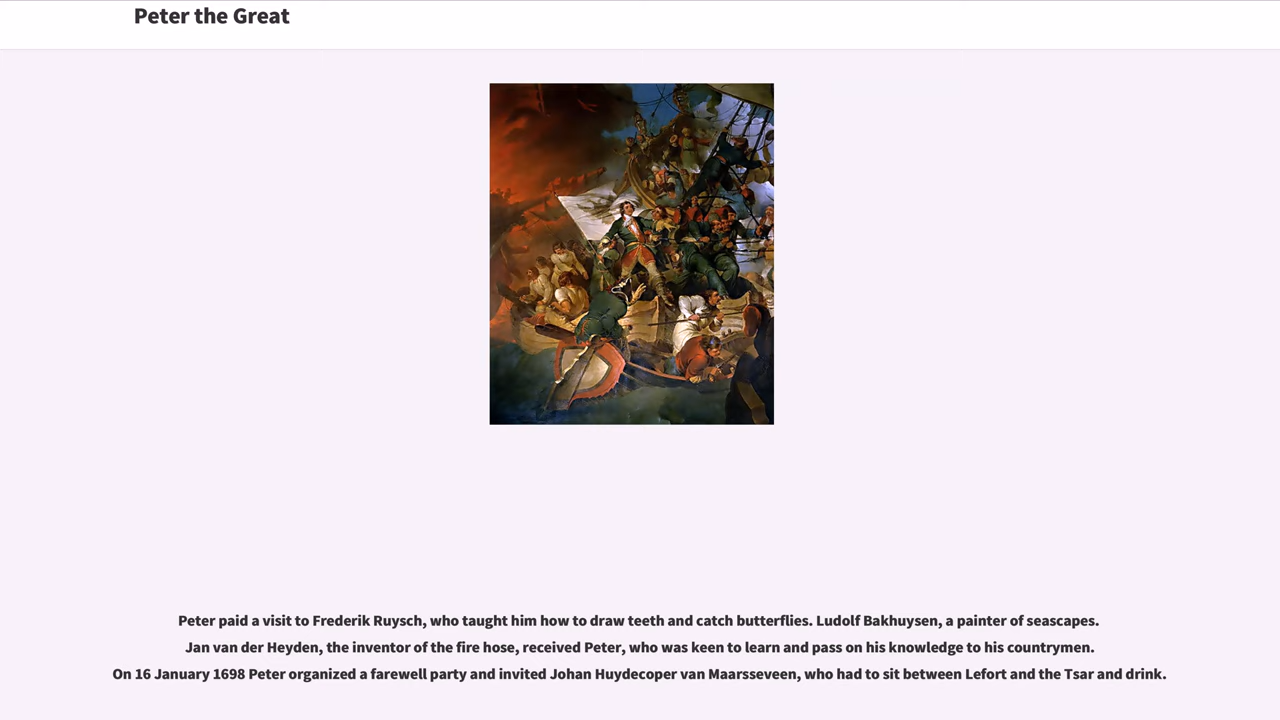 Peter the Great
Peter paid a visit to Frederik Ruysch, who taught him how to draw teeth and catch butterflies. Ludolf Bakhuysen, a painter of seascapes.
Jan van der Heyden, the inventor of the fire hose, received Peter, who was keen to learn and pass on his knowledge to his countrymen.
On 16 January 1698 Peter organized a farewell party and invited Johan Huydecoper van Maarsseveen, who had to sit between Lefort and the Tsar and drink.